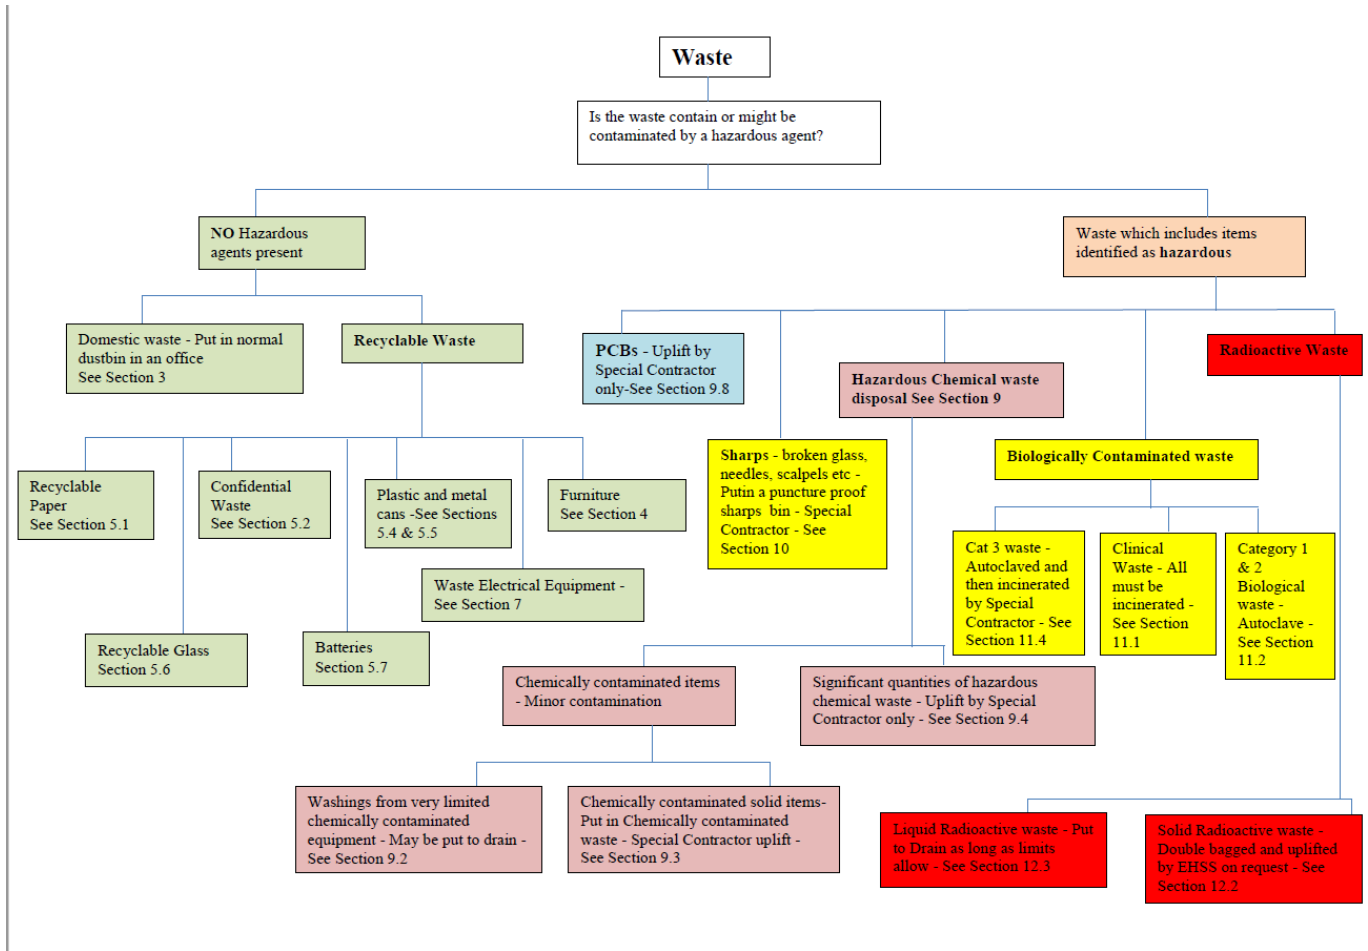 Waste
Is the waste contain or might be
contaminated by a hazardous agent?
NO Hazardous
agents present
Waste which includes items
identified as hazardous
Domestic waste - Put in normal
dustbin in an office
See Section 3
Recyclable Waste
PCBs - Uplift by
Special Contractor
only-See Section 9.8
Hazardous Chemical waste
disposal See Section 9
Radioactive Waste
Recyclable
Paper
See Section 5.1
Confidential
Waste
See Section 5.2
Plastic and metal
cans -See Sections
5.4 & 5.5
Furniture
See Section 4
Sharps - broken glass,
needles, scalpels etc -
Putin a puncture proof
sharps bin - Special
Contractor - See
Section 10
Biologically Contaminated waste
Waste Electrical Equipment -
See Section 7
Cat 3 waste -
Autoclaved and
then incinerated
by Special
Contractor - See
Section 11.4
Clinical
Waste - All
must be
incinerated -
See Section
11.1
Category 1
& 2
Biological
waste -
Autoclave -
See Section
11.2
Recyclable Glass
Section 5.6
Batteries
Section 5.7
Chemically contaminated items
- Minor contamination
Significant quantities of hazardous
chemical waste - Uplift by Special
Contractor only - See Section 9.4
Washings from very limited
chemically contaminated
equipment - May be put to drain -
See Section 9.2
Chemically contaminated solid items-
Put in Chemically contaminated
waste - Special Contractor uplift -
See Section 9.3
Liquid Radioactive waste - Put
to Drain as long as limits
allow - See Section 12.3
Solid Radioactive waste -
Double bagged and uplifted
by EHSS on request - See
Section 12.2